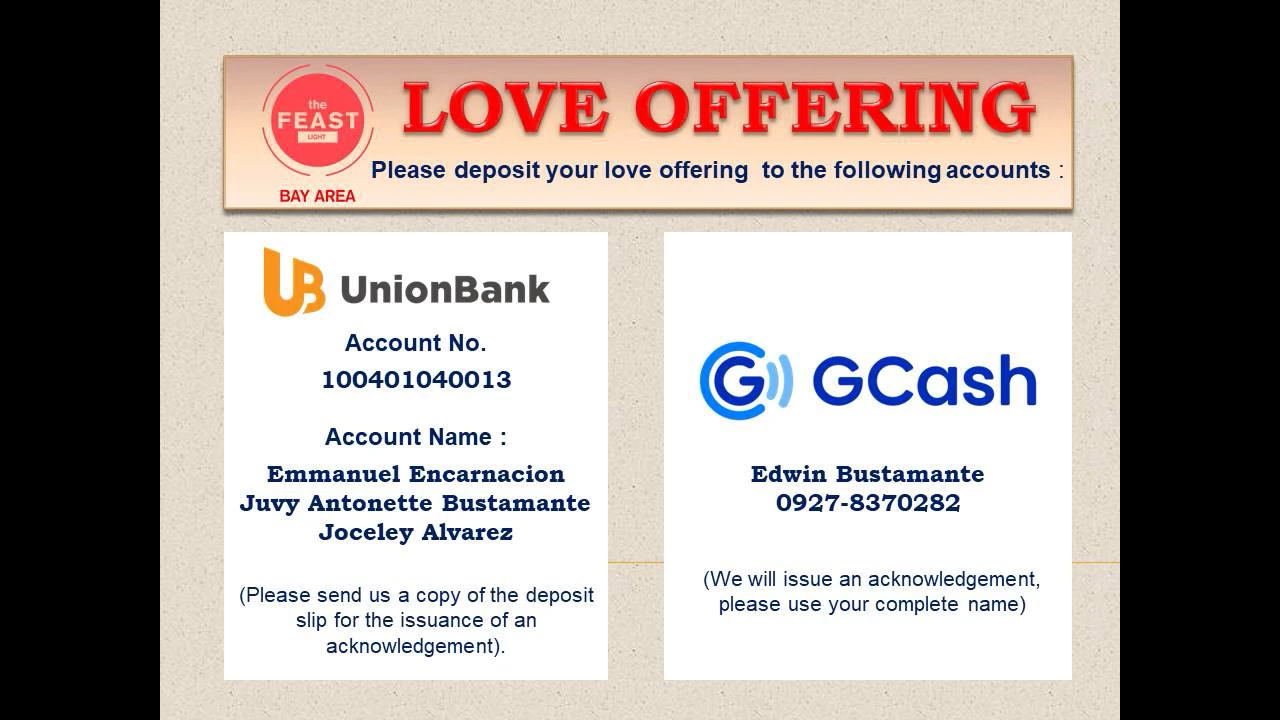 the
FEAST
LIGHT
BAY AREA
LOVE OFFERING
Please deposit your love offering to the following accounts :
UB UnionBank
Account No.
100401040013
Account Name :
Emmanuel Encarnacion
Juvy Antonette Bustamante
Joceley Alvarez
(Please send us a copy of the deposit
slip for the issuance of an
acknowledgement).
G GCash
Edwin Bustamante
0927-8370282
(We will issue an acknowledgement,
please use your complete name)